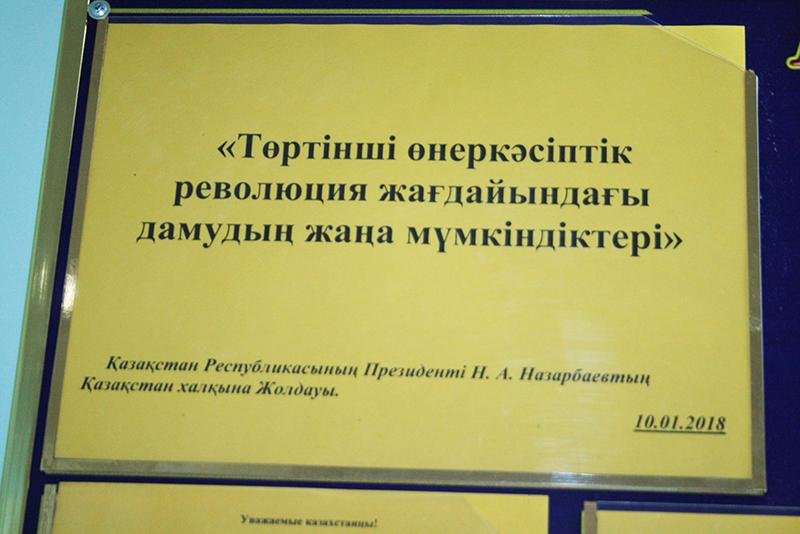 «Төртінші өнеркәсіптік
революция жағдайындағы
дамудың жаңа мүмкіндіктері»
Қазақстан Республикасының Президенті Н. А. Назарбаевтың
Қазақстан халқына Жолдауы.
10.01.2018
Уважаемые казахстанцы!